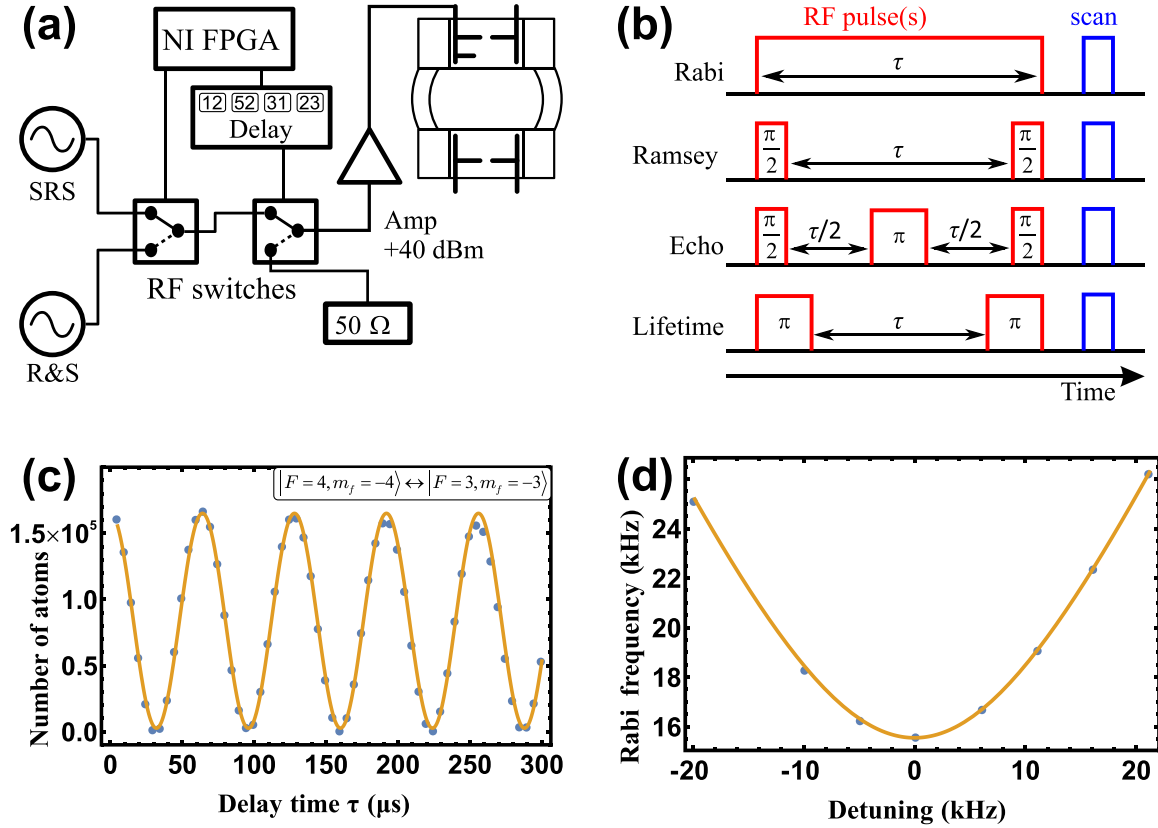 (a)
NI FPGA
12 52 31 23
Delay
SRS
R&S
RF switches
Amp
+40 dBm
50 Ω
(b)
RF pulse(s)
scan
Rabi
τ
Ramsey
π/2
τ
π/2
Echo
π/2
τ/2
π
τ/2
π/2
Lifetime
π
τ
π
Time
(c)
|F = 4, m_f = −4⟩ ↔ |F = 3, m_f = −3⟩
Number of atoms
1.5×10⁵
1.0
0.5
0.0
0 50 100 150 200 250 300
Delay time τ (μs)
(d)
Rabi frequency (kHz)
24
22
20
18
16
-20 -10 0 10 20
Detuning (kHz)